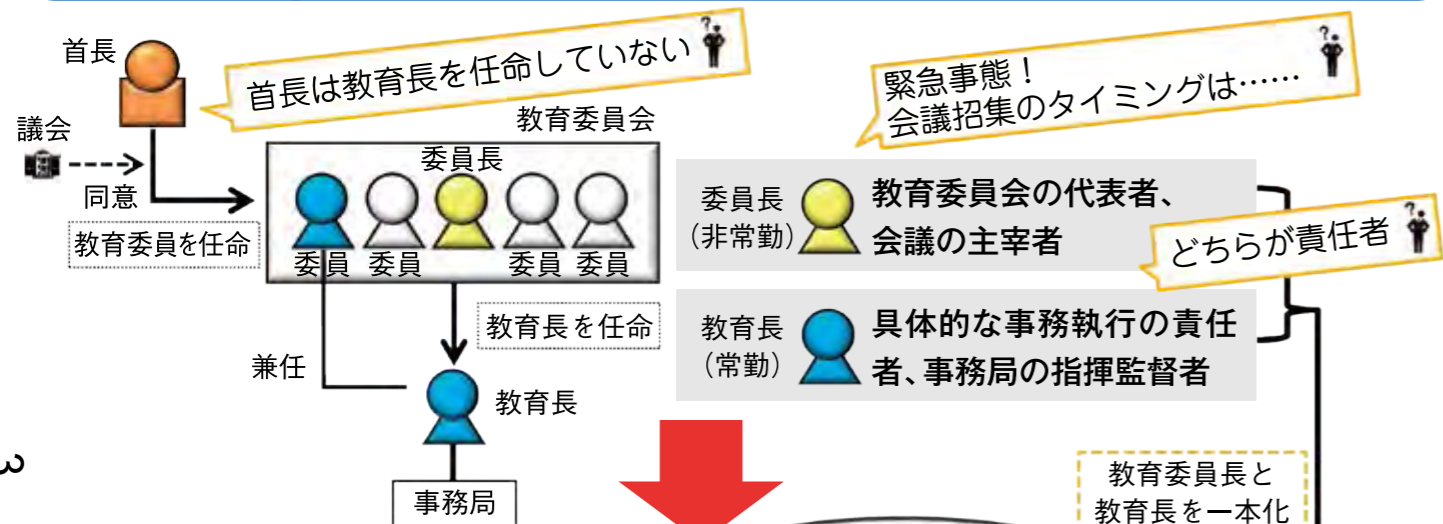 首長
首長は教育長を任命していない
?
緊急事態！
会議招集のタイミングは……
?
議会
同意
教育委員を任命
教育委員会
委員長
委員 委員 委員 委員
教育長を任命
兼任
教育長
事務局
委員長
（非常勤）
教育委員会の代表者、
会議の主宰者
どちらが責任者
?
教育長
（常勤）
具体的な事務執行の責任
者、事務局の指揮監督者
教育委員長と
教育長を一本化
3